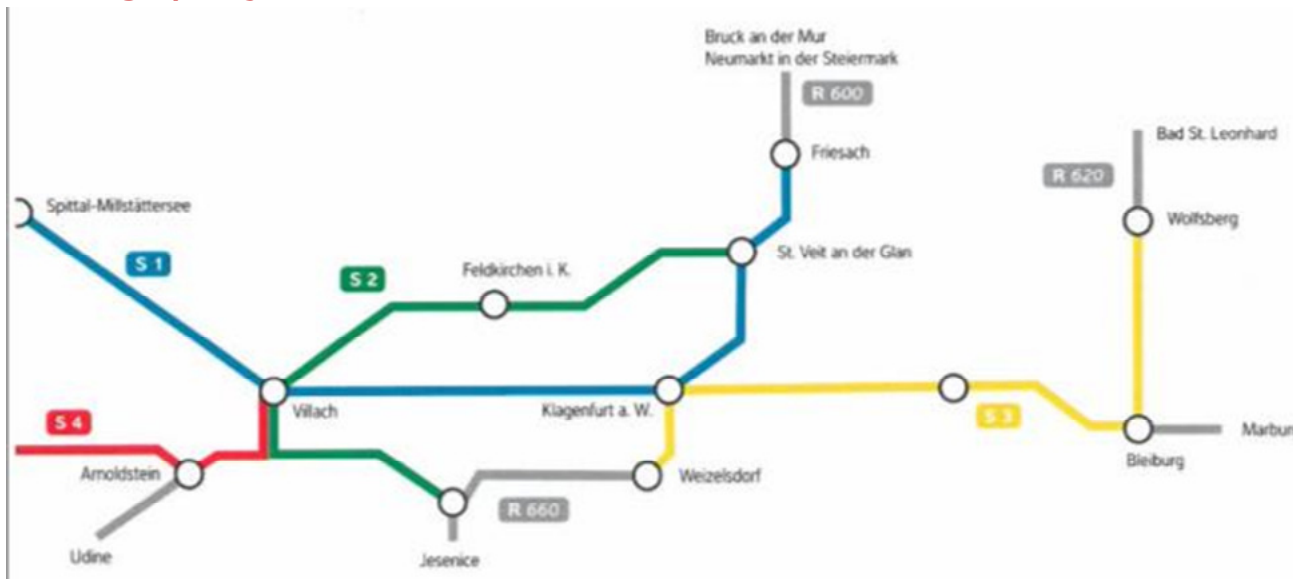 Bruck an der Mur
Neumarkt in der Steiermark
R 600
Friesach
Bad St. Leonhard
R 620
Wolfsberg
Spittal-Millstättersee
S 1
S 2
Feldkirchen i. K.
St. Veit an der Glan
Villach
Klagenfurt a. W.
S 3
S 4
Arnoldstein
Weizelsdorf
Bleiburg
Marbur
R 660
Udine
Jesenice